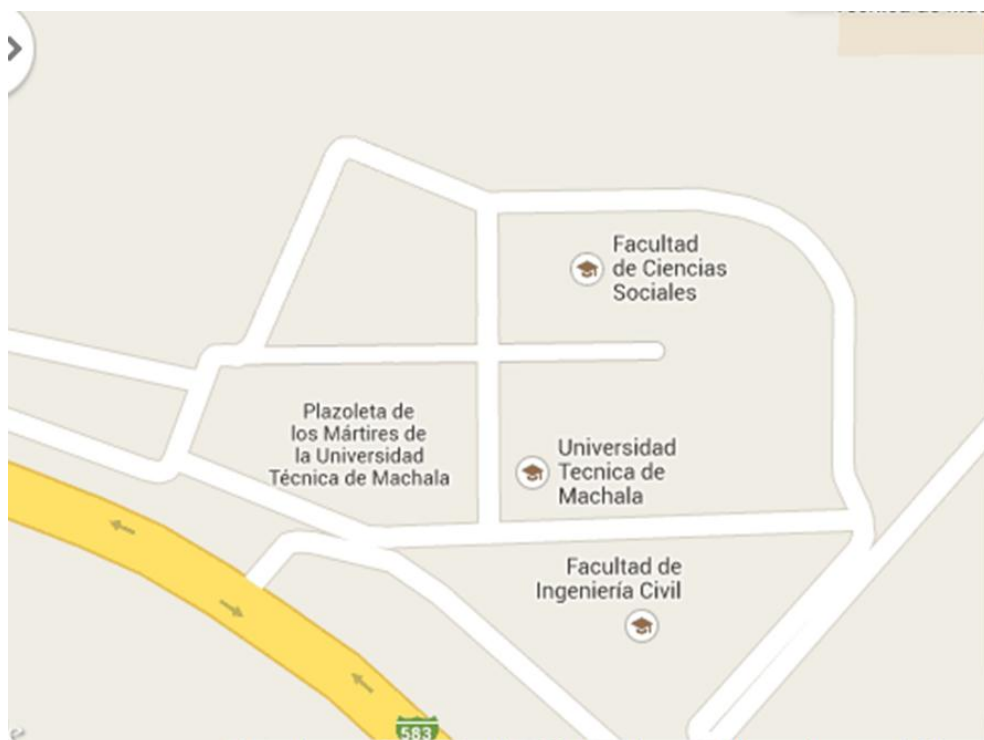 Facultad
de Ciencias
Sociales
Plazoleta de
los Mártires de
la Universidad
Técnica de Machala
Universidad
Tecnica de
Machala
Facultad de
Ingeniería Civil
583